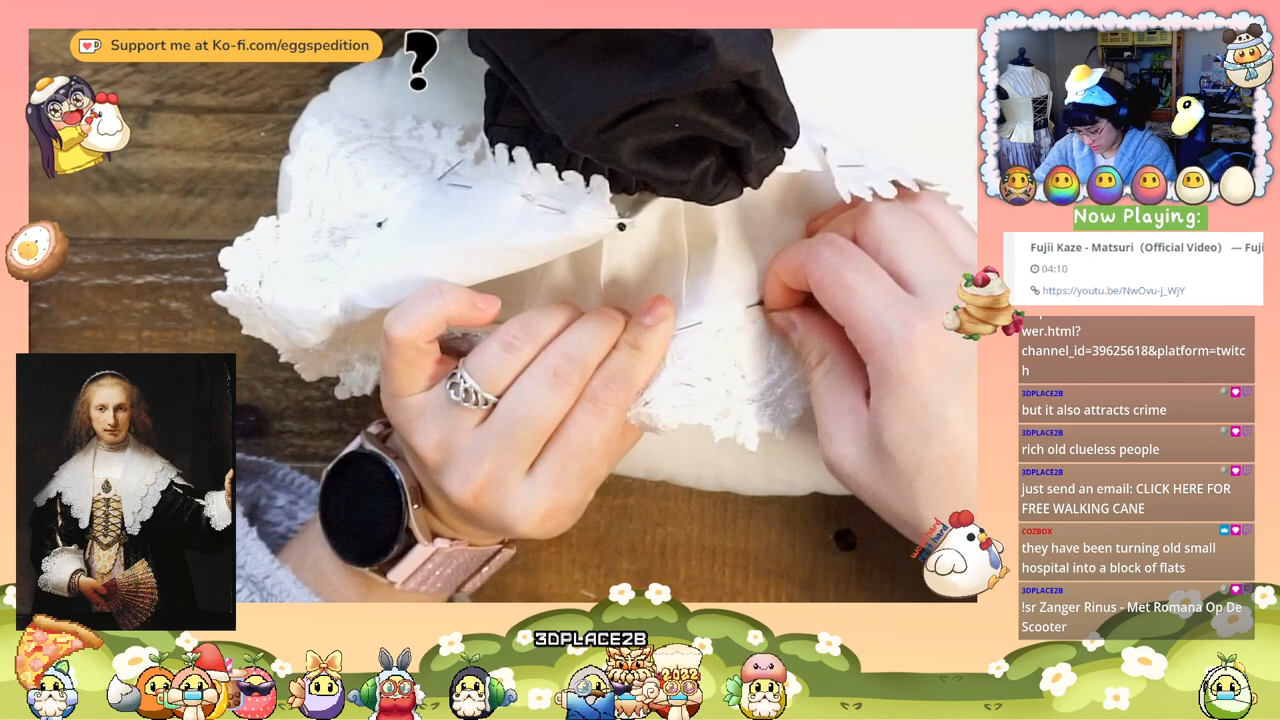 Support me at Ko-fi.com/eggspedition
?
Now Playing:
Fujii Kaze - Matsuri (Official Video) — Fuji
04:10
https://youtu.be/NwOvu-j_WjY
wer.html?
channel_id=39625618&platform=twitc
h
3DPLACE2B
but it also attracts crime
3DPLACE2B
rich old clueless people
3DPLACE2B
just send an email: CLICK HERE FOR
FREE WALKING CANE
COZBOX
they have been turning old small
hospital into a block of flats
3DPLACE2B
!sr Zanger Rinus - Met Romana Op De
Scooter
3DPLACE2B
2022